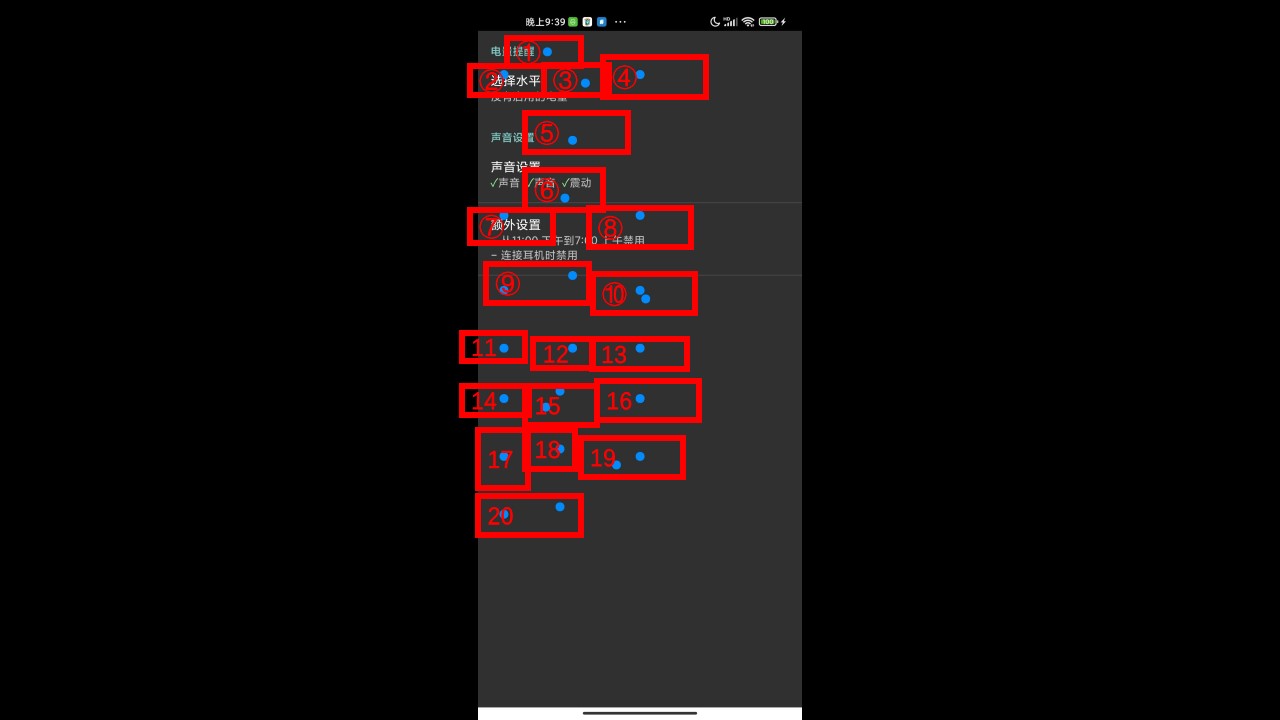 晚上9:39
①
电量提醒
② ③ ④
选择水平
没有启用的电量
⑤
声音设置
声音设置
✓声音 ✓声音 ✓震动
⑥
⑦ ⑧
额外设置
– 从11:00 下午到7:00 上午禁用
– 连接耳机时禁用
⑨ ⑩
11 12 13
14 15 16
17 18 19
20